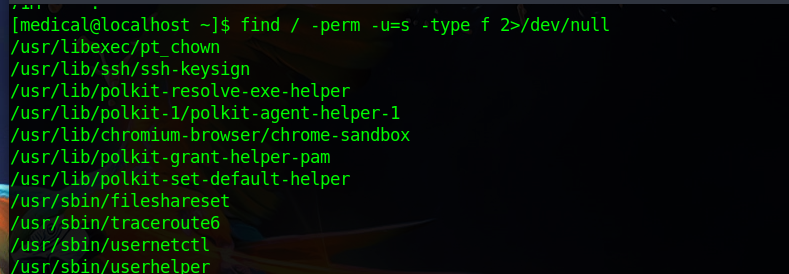 [medical@localhost ~]$ find / -perm -u=s -type f 2>/dev/null
/usr/libexec/pt_chown
/usr/lib/ssh/ssh-keysign
/usr/lib/polkit-resolve-exe-helper
/usr/lib/polkit-1/polkit-agent-helper-1
/usr/lib/chromium-browser/chrome-sandbox
/usr/lib/polkit-grant-helper-pam
/usr/lib/polkit-set-default-helper
/usr/sbin/fileshareset
/usr/sbin/traceroute6
/usr/sbin/usernetctl
/usr/sbin/userhelper